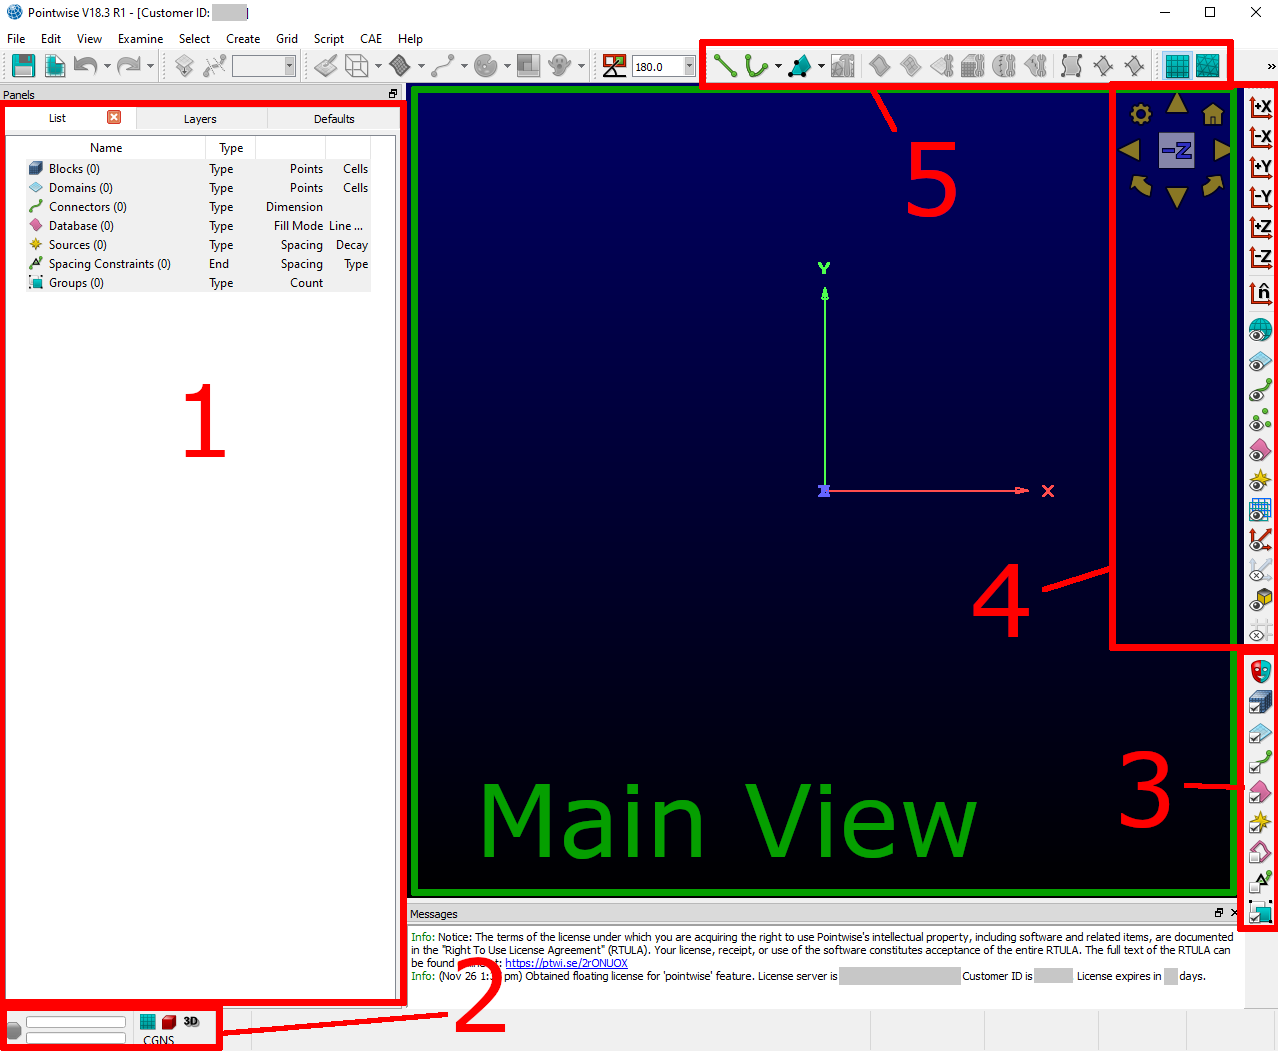 Pointwise V18.3 R1 - [Customer ID: ]
File Edit View Examine Select Create Grid Script CAE Help
180.0
»
Panels
List Layers Defaults
Name Type
Blocks (0) Type Points Cells
Domains (0) Type Points Cells
Connectors (0) Type Dimension
Database (0) Type Fill Mode Line ...
Sources (0) Type Spacing Decay
Spacing Constraints (0) End Spacing Type
Groups (0) Type Count
1
5
-Z
Y
X
Z
+X
-X
+Y
-Y
+Z
-Z
n̂
4
3
Main View
Messages
Info: Notice: The terms of the license under which you are acquiring the right to use Pointwise's intellectual property, including software and related items, are documented
in the "Right To Use License Agreement" (RTULA). Your license, receipt, or use of the software constitutes acceptance of the entire RTULA. The full text of the RTULA can
be found https://ptwi.se/2rONUOX
Info: (Nov 26 pm) Obtained floating license for 'pointwise' feature. License server is Customer ID is License expires in days.
2
3D
CGNS